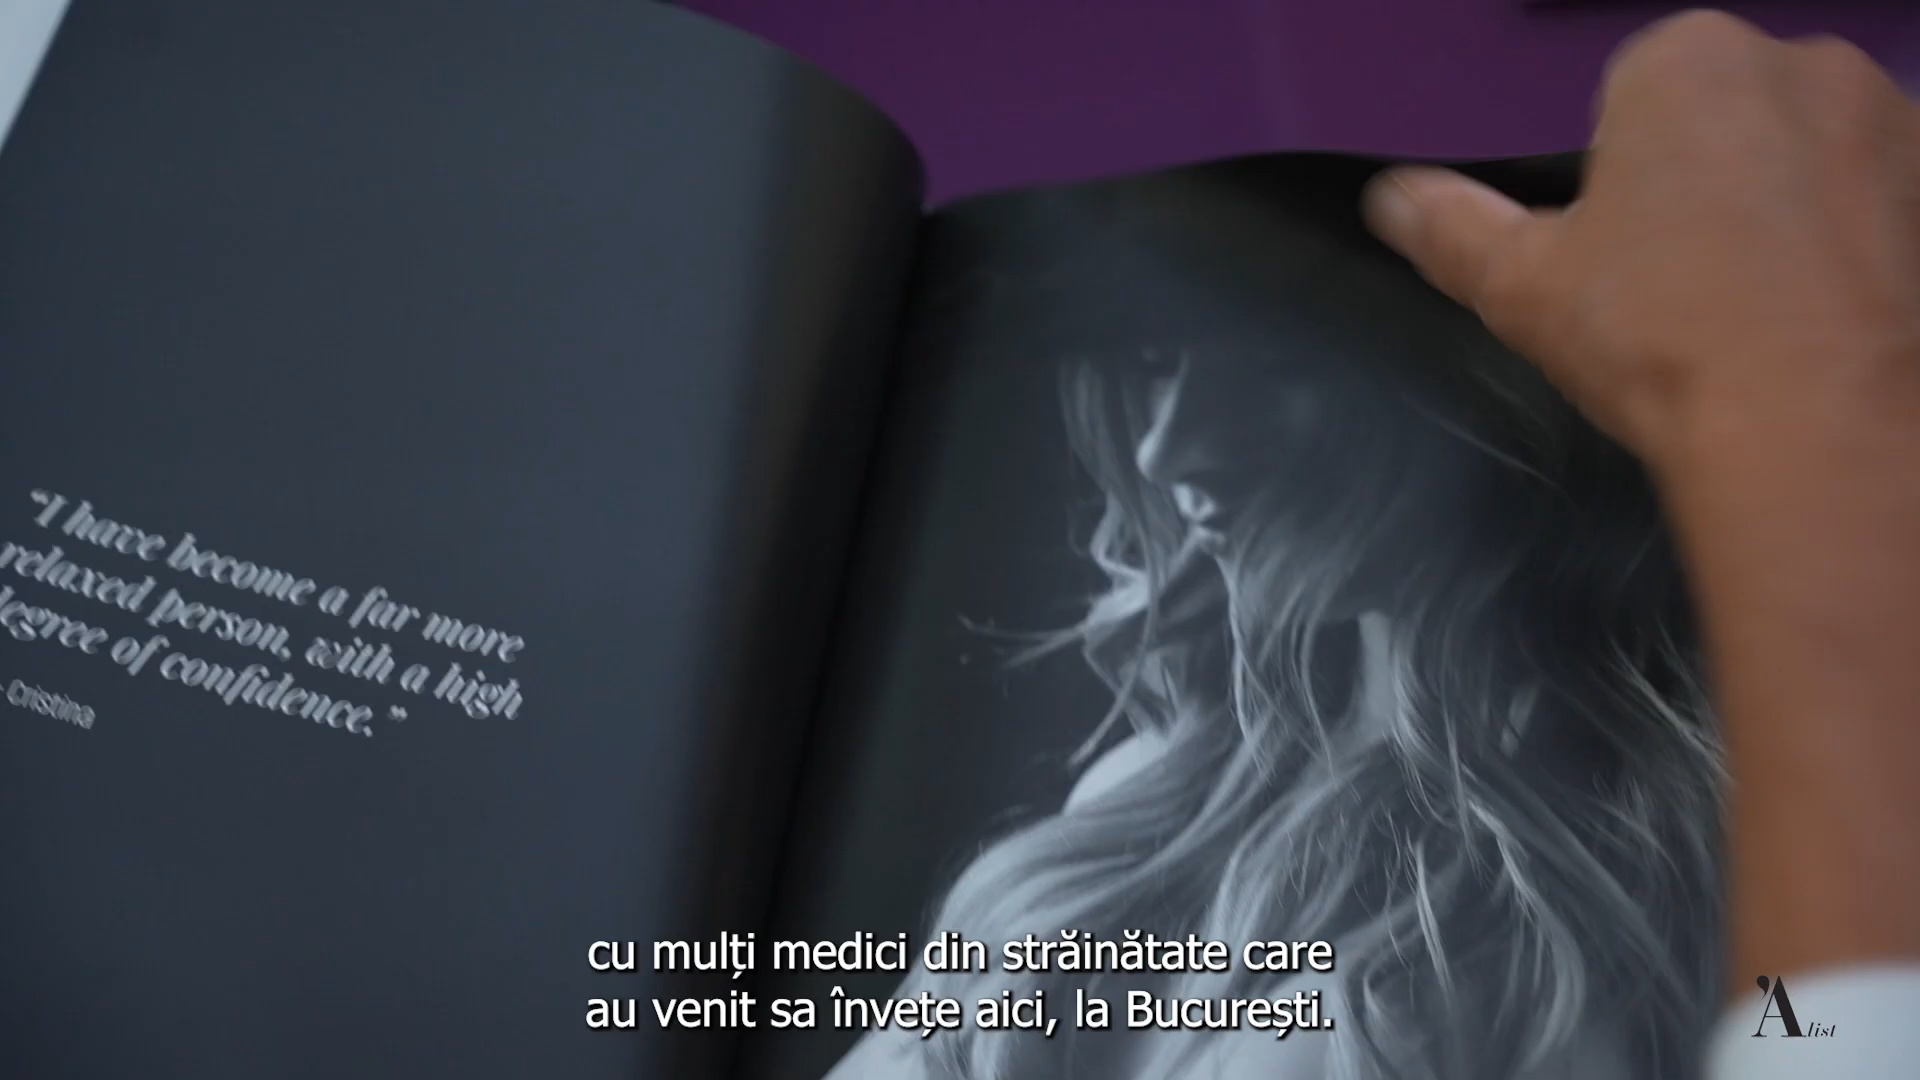 “I have become a far more
relaxed person, with a high
degree of confidence.”
- Cristina
cu mulți medici din străinătate care
au venit sa învețe aici, la București.
A list